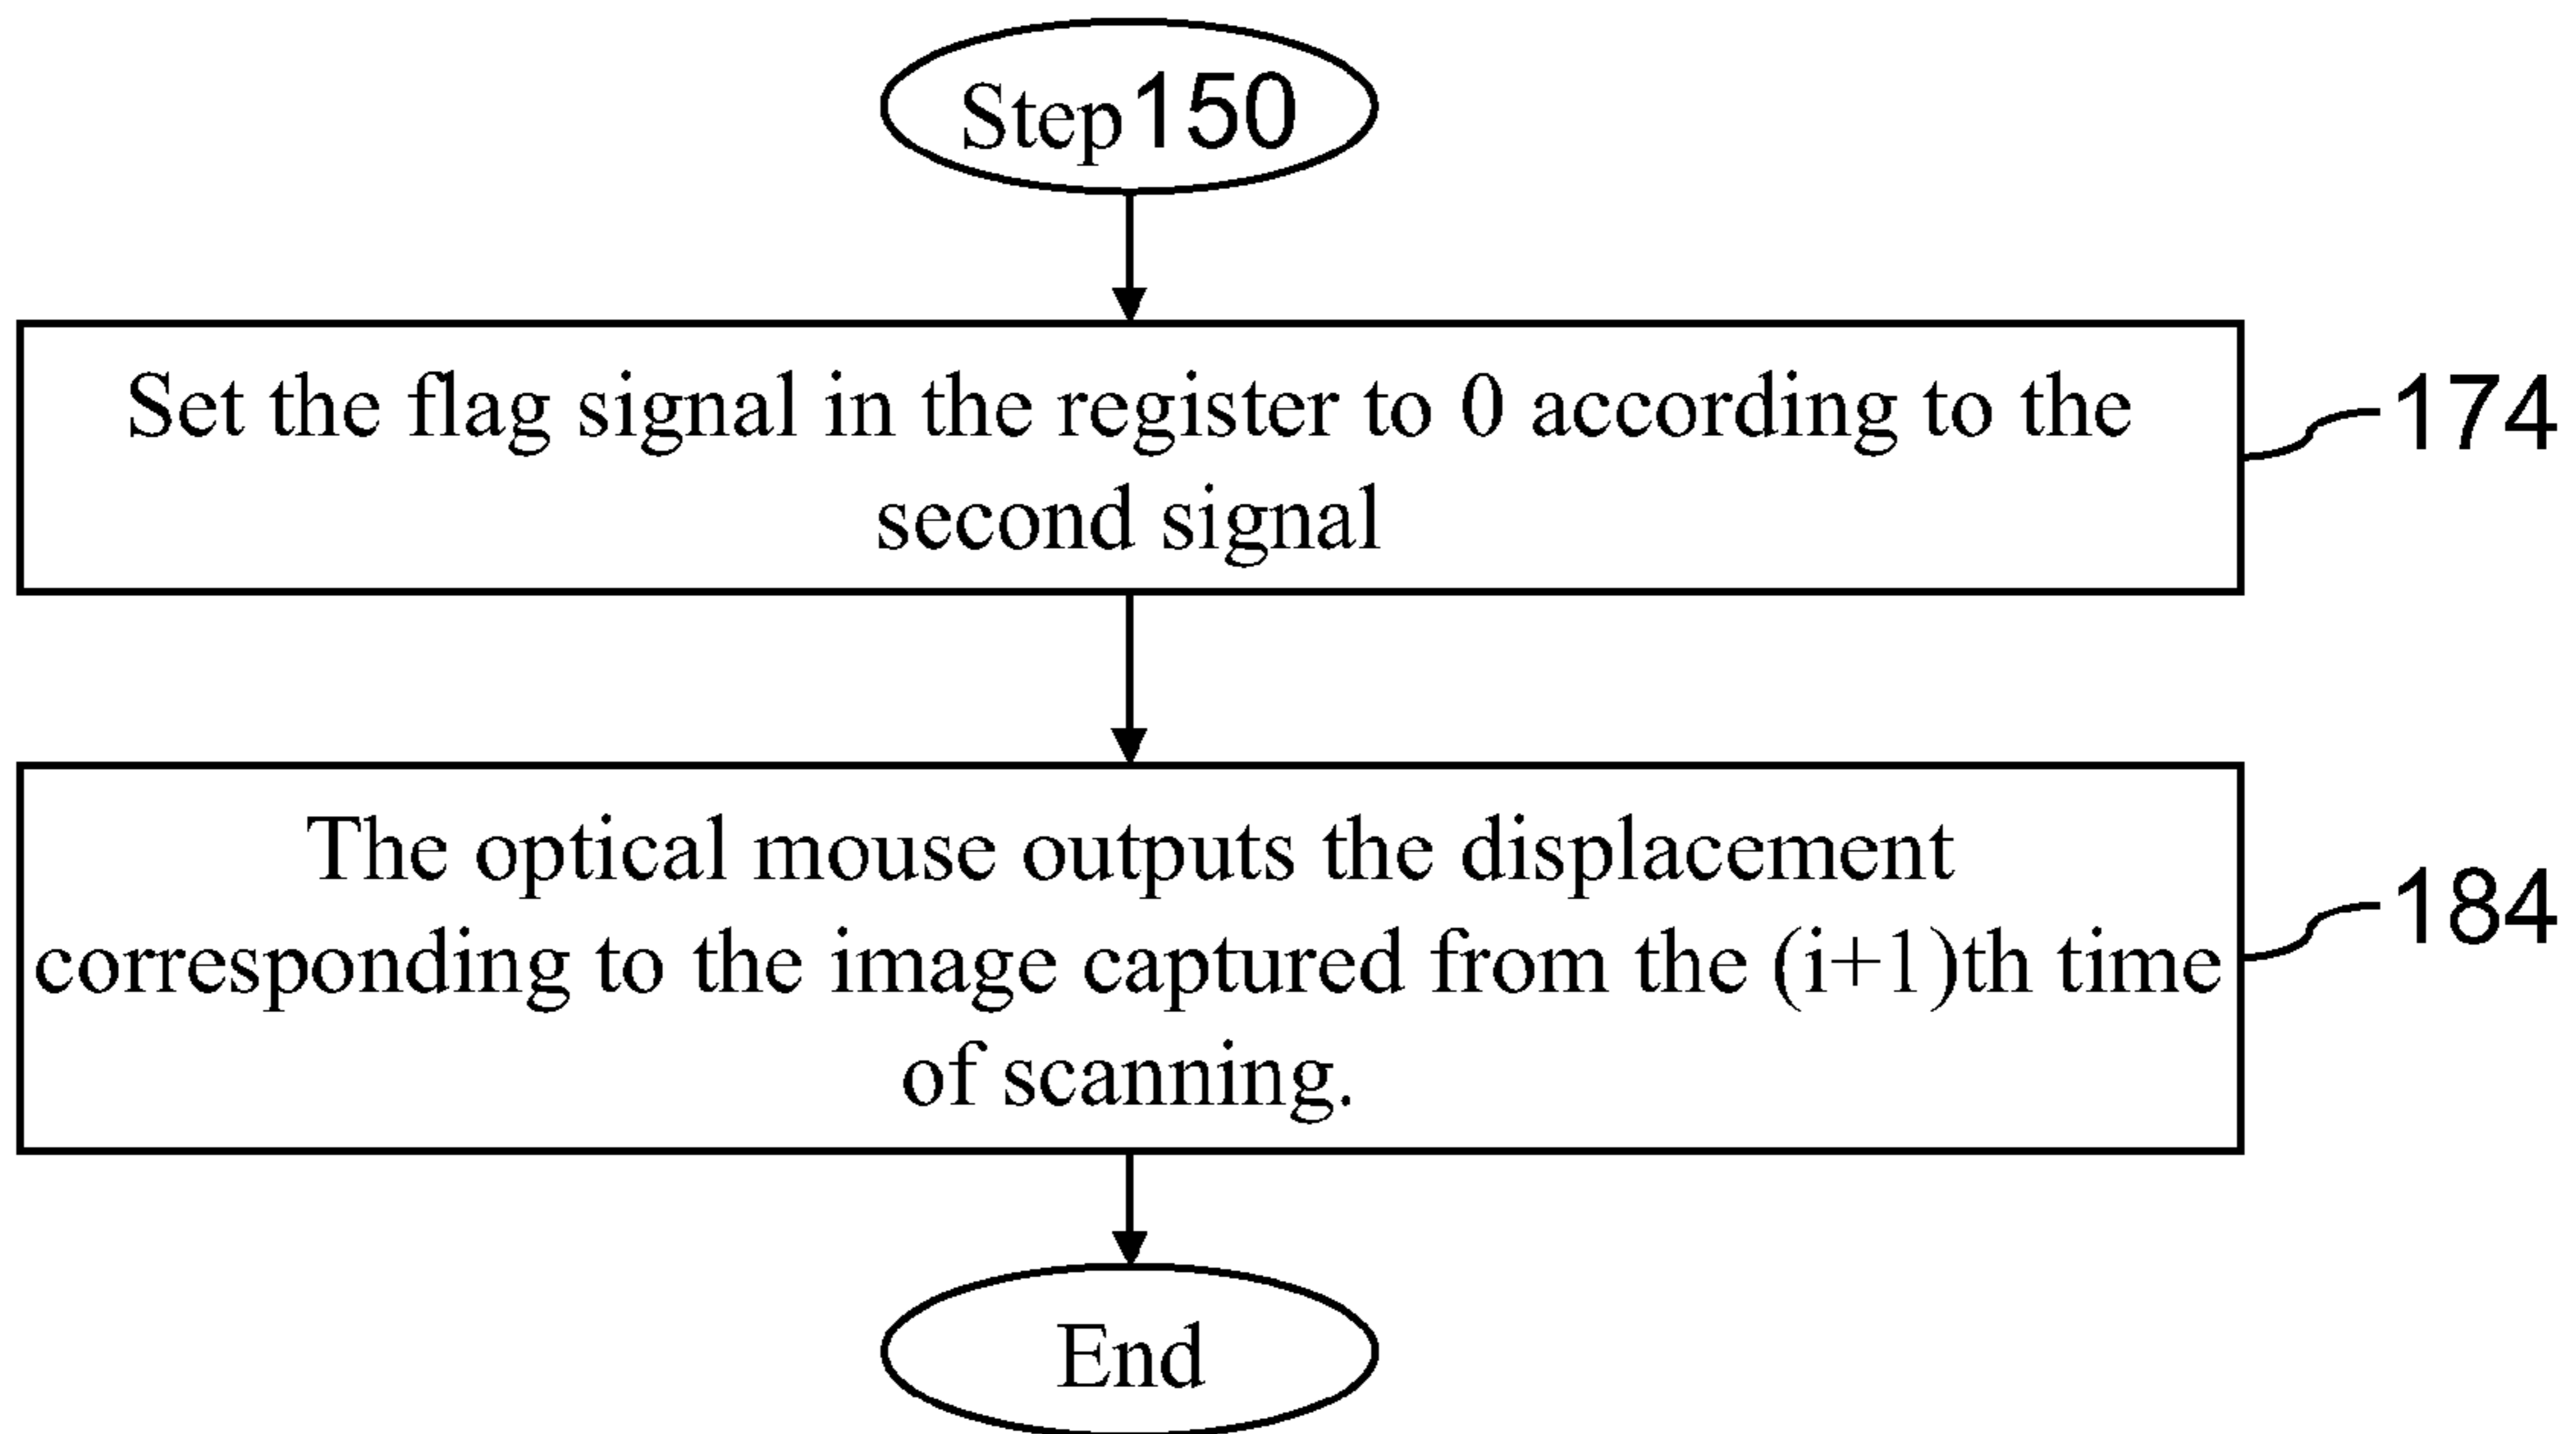 Step150
Set the flag signal in the register to 0 according to the
second signal
174
The optical mouse outputs the displacement
corresponding to the image captured from the (i+1)th time
of scanning.
184
End